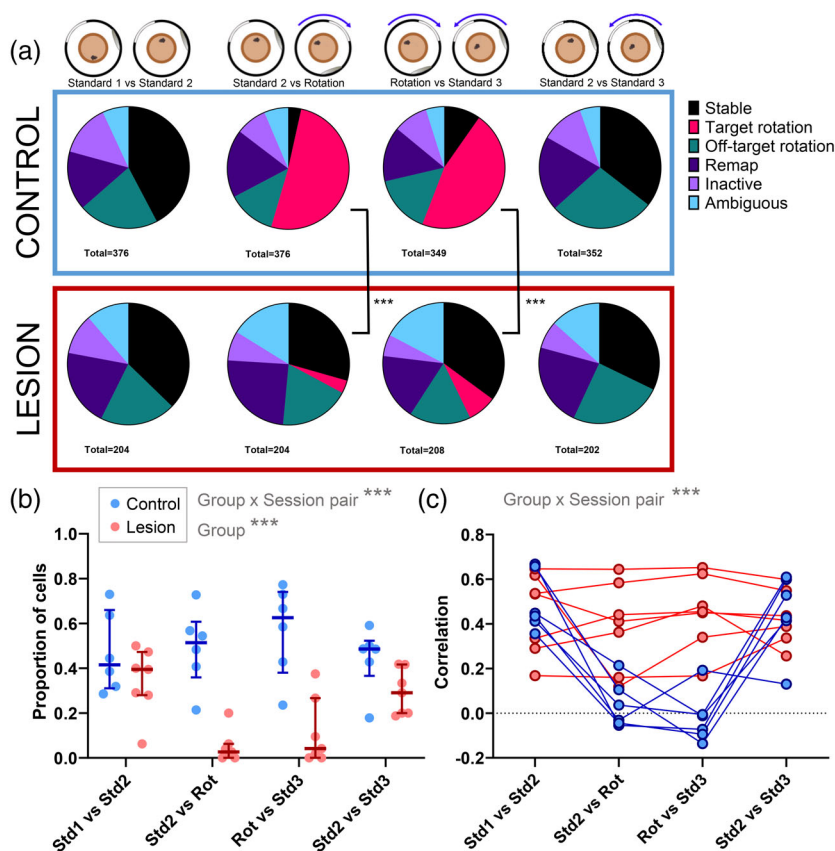 (a)
Standard 1 vs Standard 2
Standard 2 vs Rotation
Rotation vs Standard 3
Standard 2 vs Standard 3
CONTROL
Total=376
Total=376
Total=349
Total=352
Stable
Target rotation
Off-target rotation
Remap
Inactive
Ambiguous
***
***
LESION
Total=204
Total=204
Total=208
Total=202
(b)
Control
Lesion
Group x Session pair ***
Group ***
Proportion of cells
1.0
0.8
0.6
0.4
0.2
0.0
Std1 vs Std2
Std2 vs Rot
Rot vs Std3
Std2 vs Std3
(c)
Group x Session pair ***
Correlation
0.8
0.6
0.4
0.2
0.0
-0.2
Std1 vs Std2
Std2 vs Rot
Rot vs Std3
Std2 vs Std3